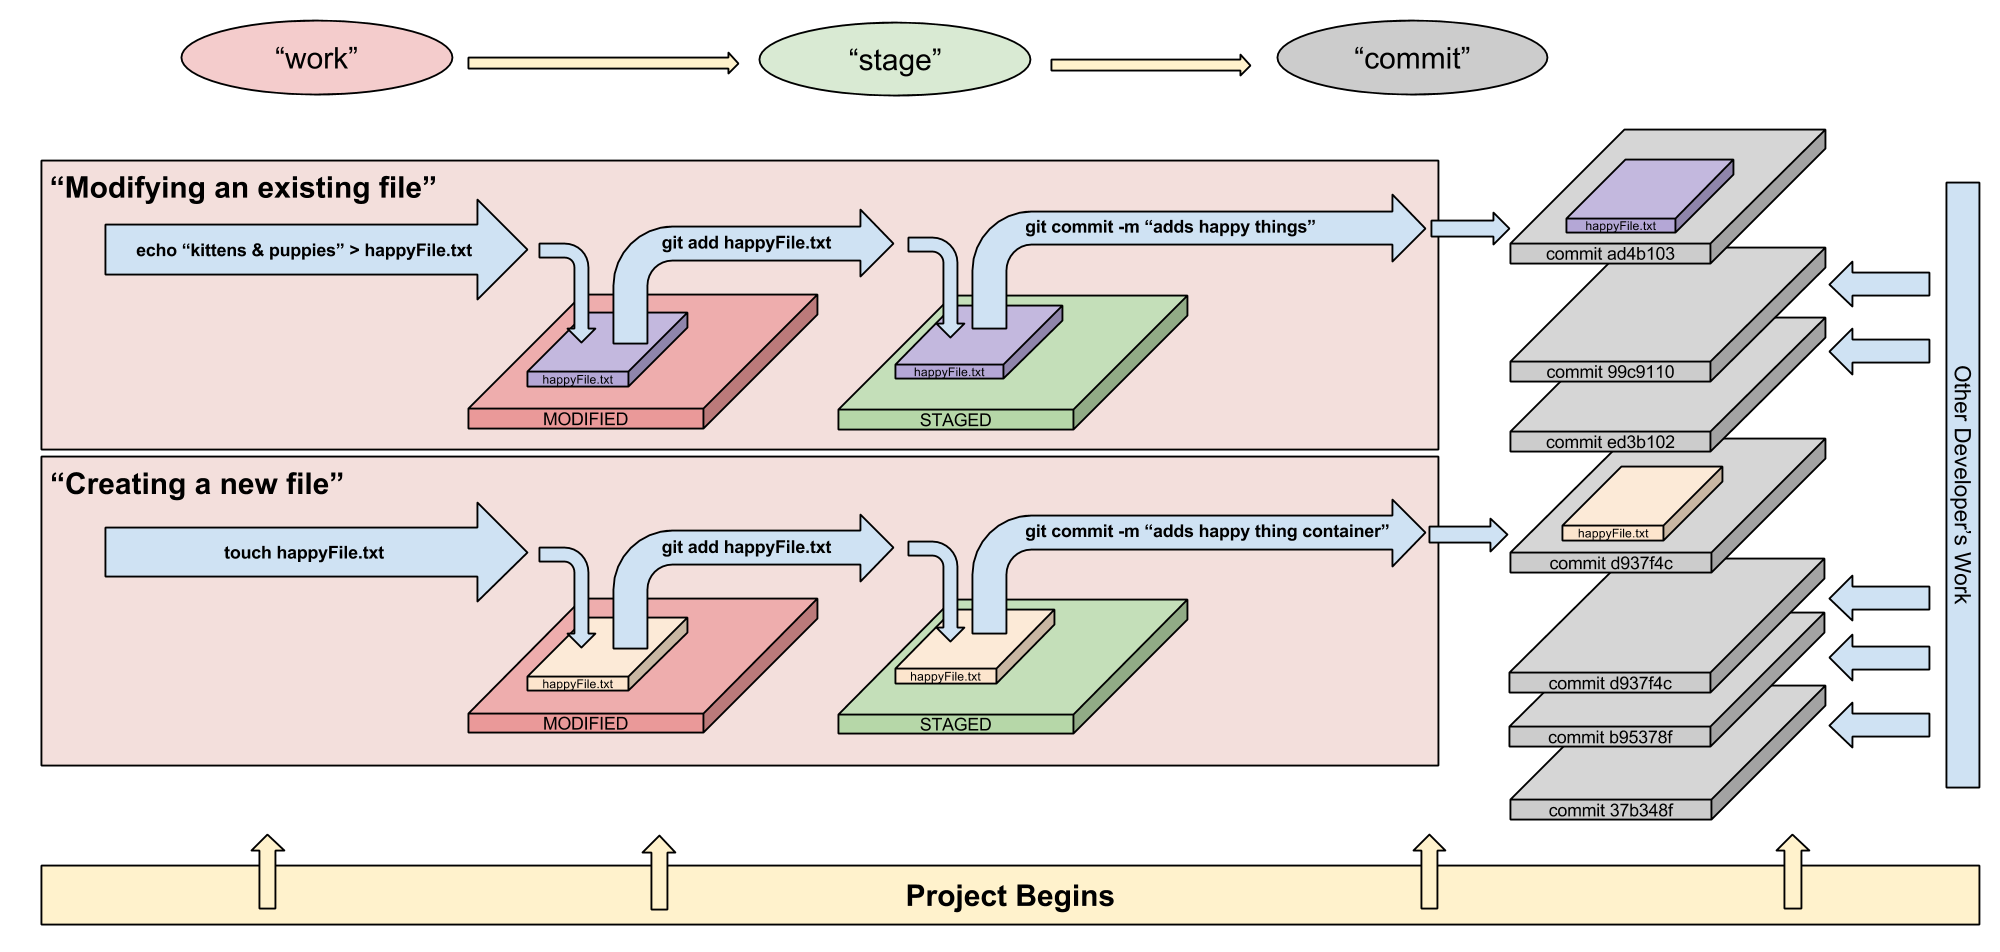 “work”
“stage”
“commit”
“Modifying an existing file”
echo “kittens & puppies” > happyFile.txt
git add happyFile.txt
git commit -m “adds happy things”
happyFile.txt
MODIFIED
happyFile.txt
STAGED
happyFile.txt
commit ad4b103
commit 99c9110
commit ed3b102
“Creating a new file”
touch happyFile.txt
git add happyFile.txt
git commit -m “adds happy thing container”
happyFile.txt
MODIFIED
happyFile.txt
STAGED
happyFile.txt
commit d937f4c
commit d937f4c
commit b95378f
commit 37b348f
Other Developer’s Work
Project Begins